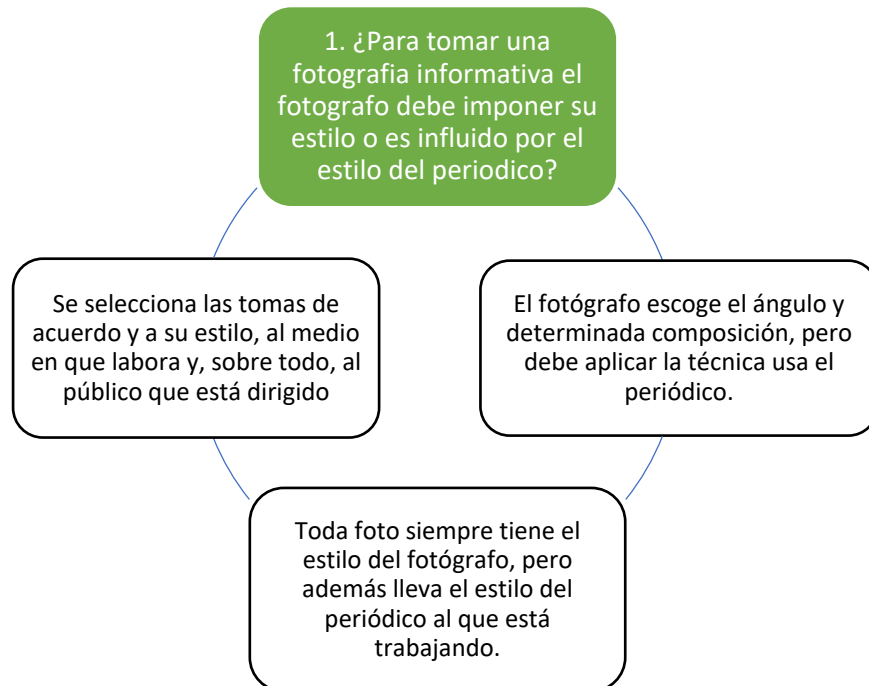 1. ¿Para tomar una
fotografia informativa el
fotografo debe imponer su
estilo o es influido por el
estilo del periodico?
Se selecciona las tomas de
acuerdo y a su estilo, al medio
en que labora y, sobre todo, al
público que está dirigido
El fotógrafo escoge el ángulo y
determinada composición, pero
debe aplicar la técnica usa el
periódico.
Toda foto siempre tiene el
estilo del fotógrafo, pero
además lleva el estilo del
periódico al que está
trabajando.